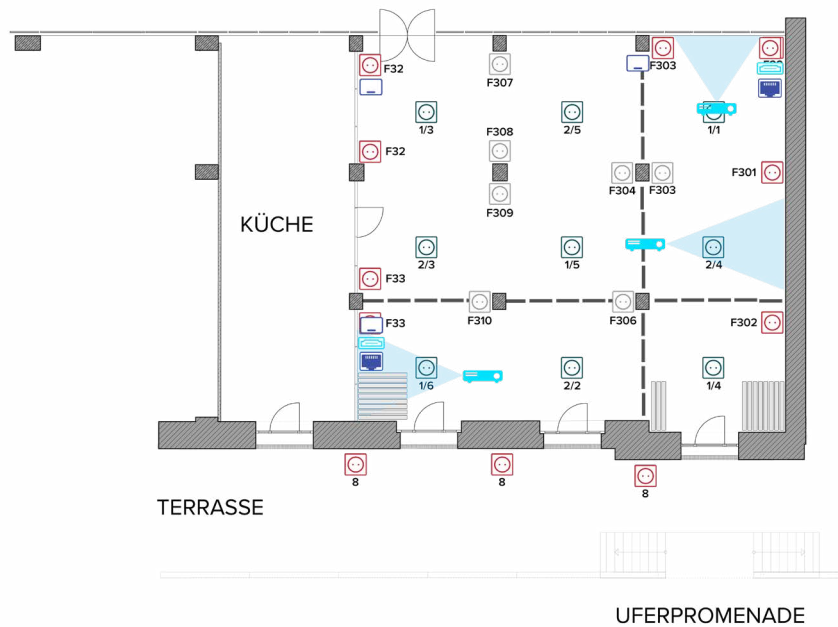 F32
F307
F303
1/3
2/5
1/1
F308
F32
F304
F303
F301
F309
KÜCHE
2/3
1/5
2/4
F33
F310
F306
F33
F302
1/6
2/2
1/4
8
8
8
TERRASSE
UFERPROMENADE